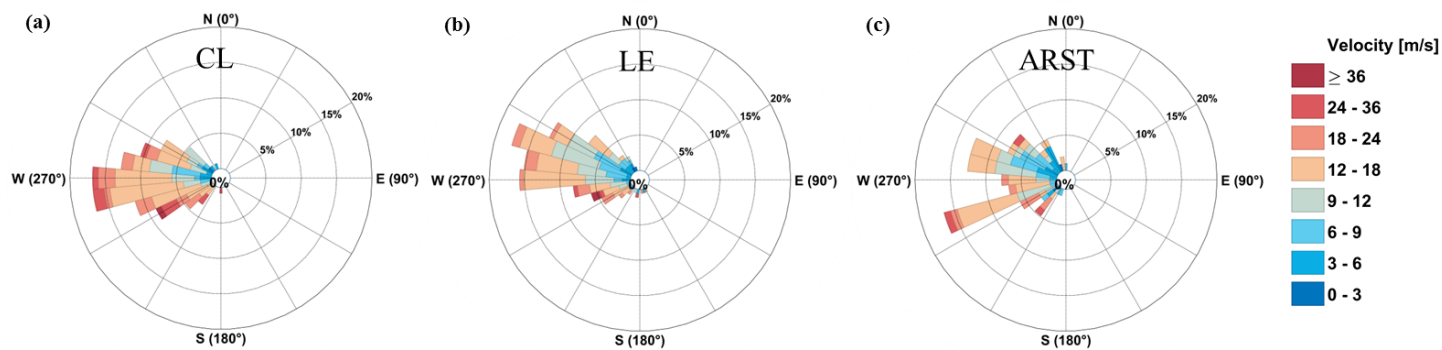 (a)
N (0°)
CL
20%
15%
10%
5%
0%
W (270°)
E (90°)
S (180°)
(b)
N (0°)
LE
20%
15%
10%
5%
0%
W (270°)
E (90°)
S (180°)
(c)
N (0°)
ARST
20%
15%
10%
5%
0%
W (270°)
E (90°)
S (180°)
Velocity [m/s]
≥ 36
24 - 36
18 - 24
12 - 18
9 - 12
6 - 9
3 - 6
0 - 3